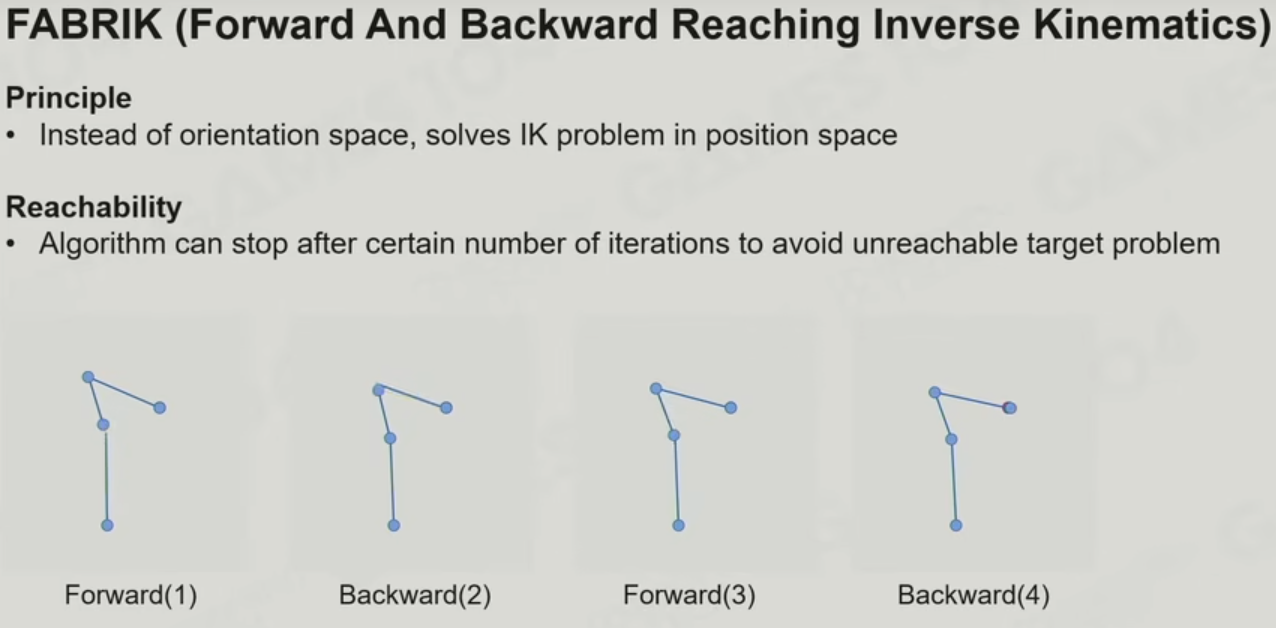 FABRIK (Forward And Backward Reaching Inverse Kinematics)
Principle
• Instead of orientation space, solves IK problem in position space
Reachability
• Algorithm can stop after certain number of iterations to avoid unreachable target problem
Forward(1) Backward(2) Forward(3) Backward(4)